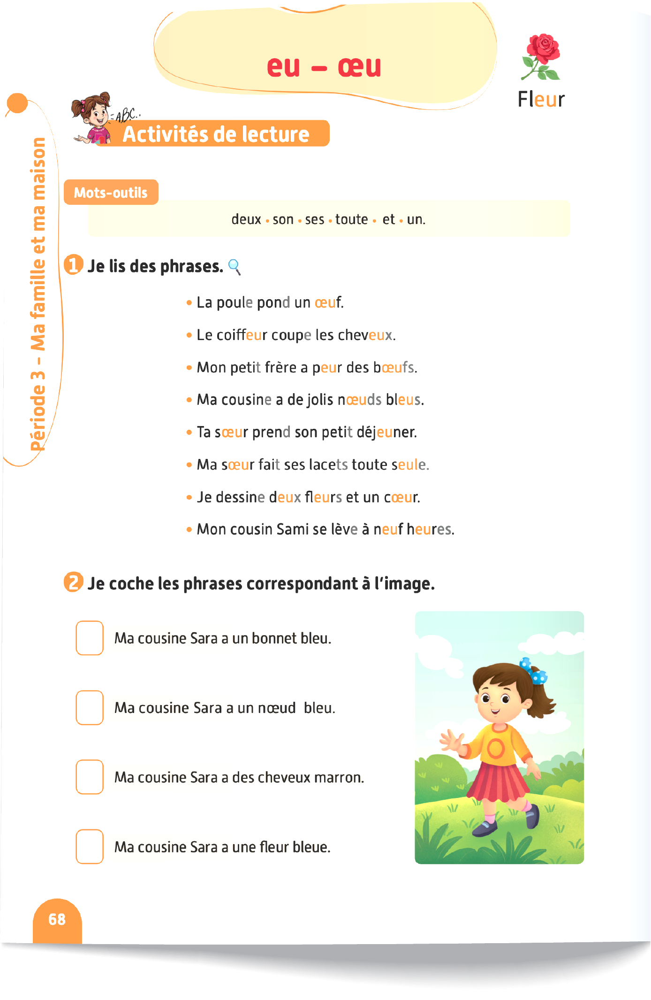 eu – œu
Fleur
ABC..
Activités de lecture
Période 3 - Ma famille et ma maison
Mots-outils
deux • son • ses • toute • et • un.
1 Je lis des phrases.
• La poule pond un œuf.
• Le coiffeur coupe les cheveux.
• Mon petit frère a peur des bœufs.
• Ma cousine a de jolis nœuds bleus.
• Ta sœur prend son petit déjeuner.
• Ma sœur fait ses lacets toute seule.
• Je dessine deux fleurs et un cœur.
• Mon cousin Sami se lève à neuf heures.
2 Je coche les phrases correspondant à l'image.
Ma cousine Sara a un bonnet bleu.
Ma cousine Sara a un nœud bleu.
Ma cousine Sara a des cheveux marron.
Ma cousine Sara a une fleur bleue.
68